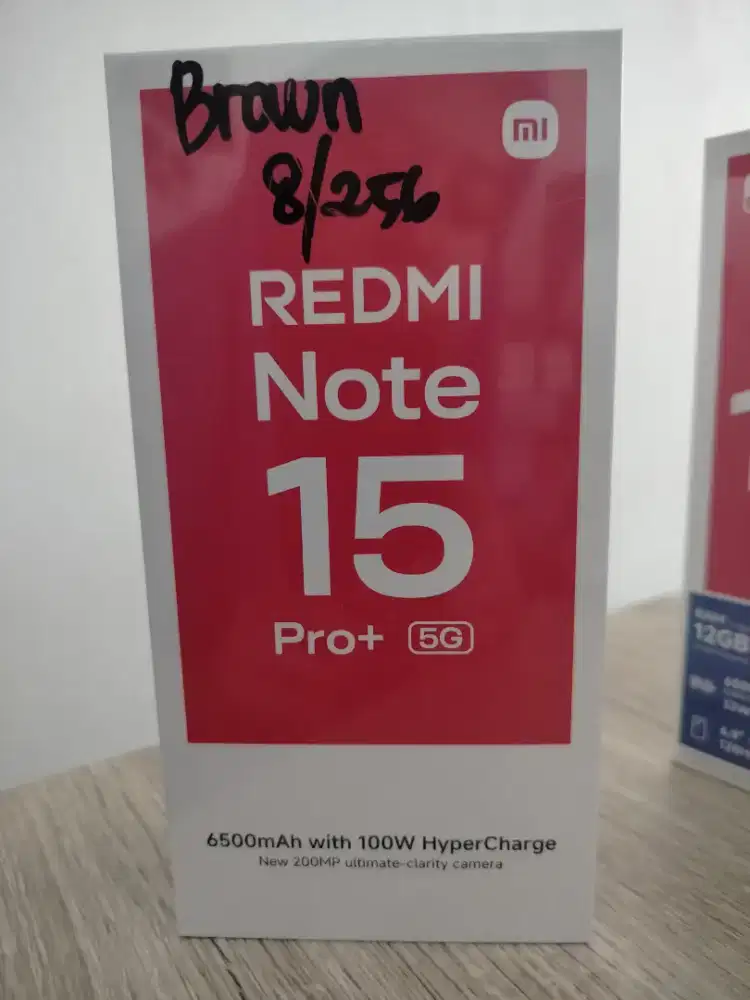 Brown
8/256
mi
REDMI
Note
15
Pro+ 5G
6500mAh with 100W HyperCharge
New 200MP ultimate-clarity camera
12GB